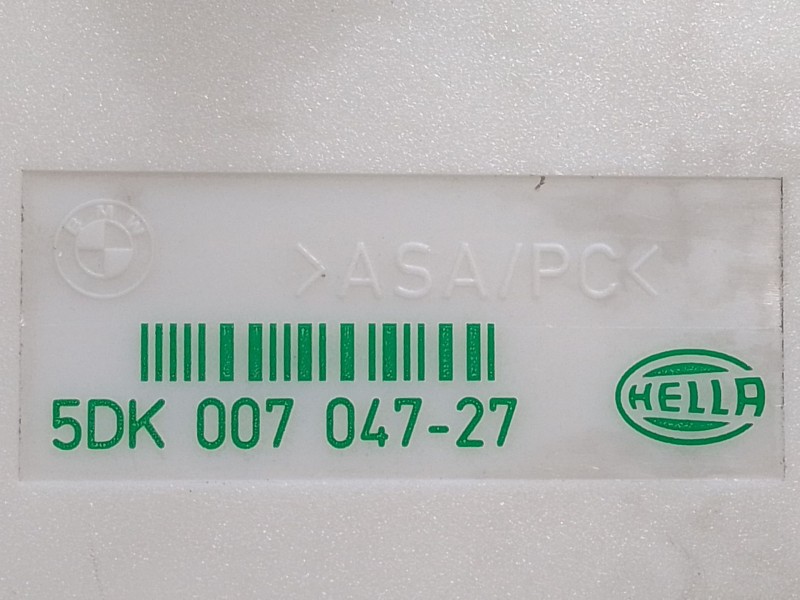 BMW
>ASA/PC<
5DK 007 047-27
HELLA